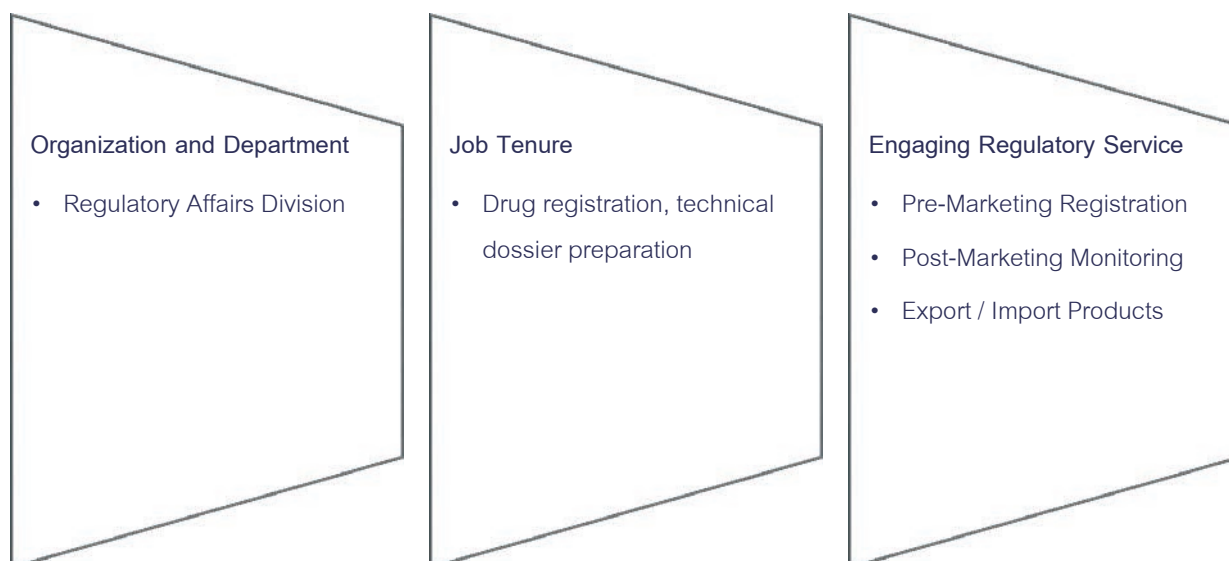 Organization and Department
• Regulatory Affairs Division
Job Tenure
• Drug registration, technical
dossier preparation
Engaging Regulatory Service
• Pre-Marketing Registration
• Post-Marketing Monitoring
• Export / Import Products